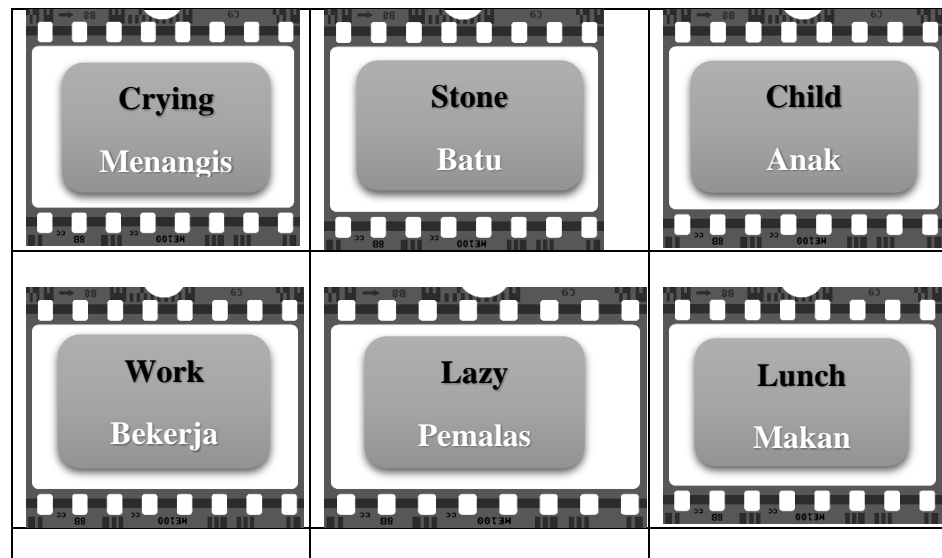 Crying
Menangis
Stone
Batu
Child
Anak
Work
Bekerja
Lazy
Pemalas
Lunch
Makan